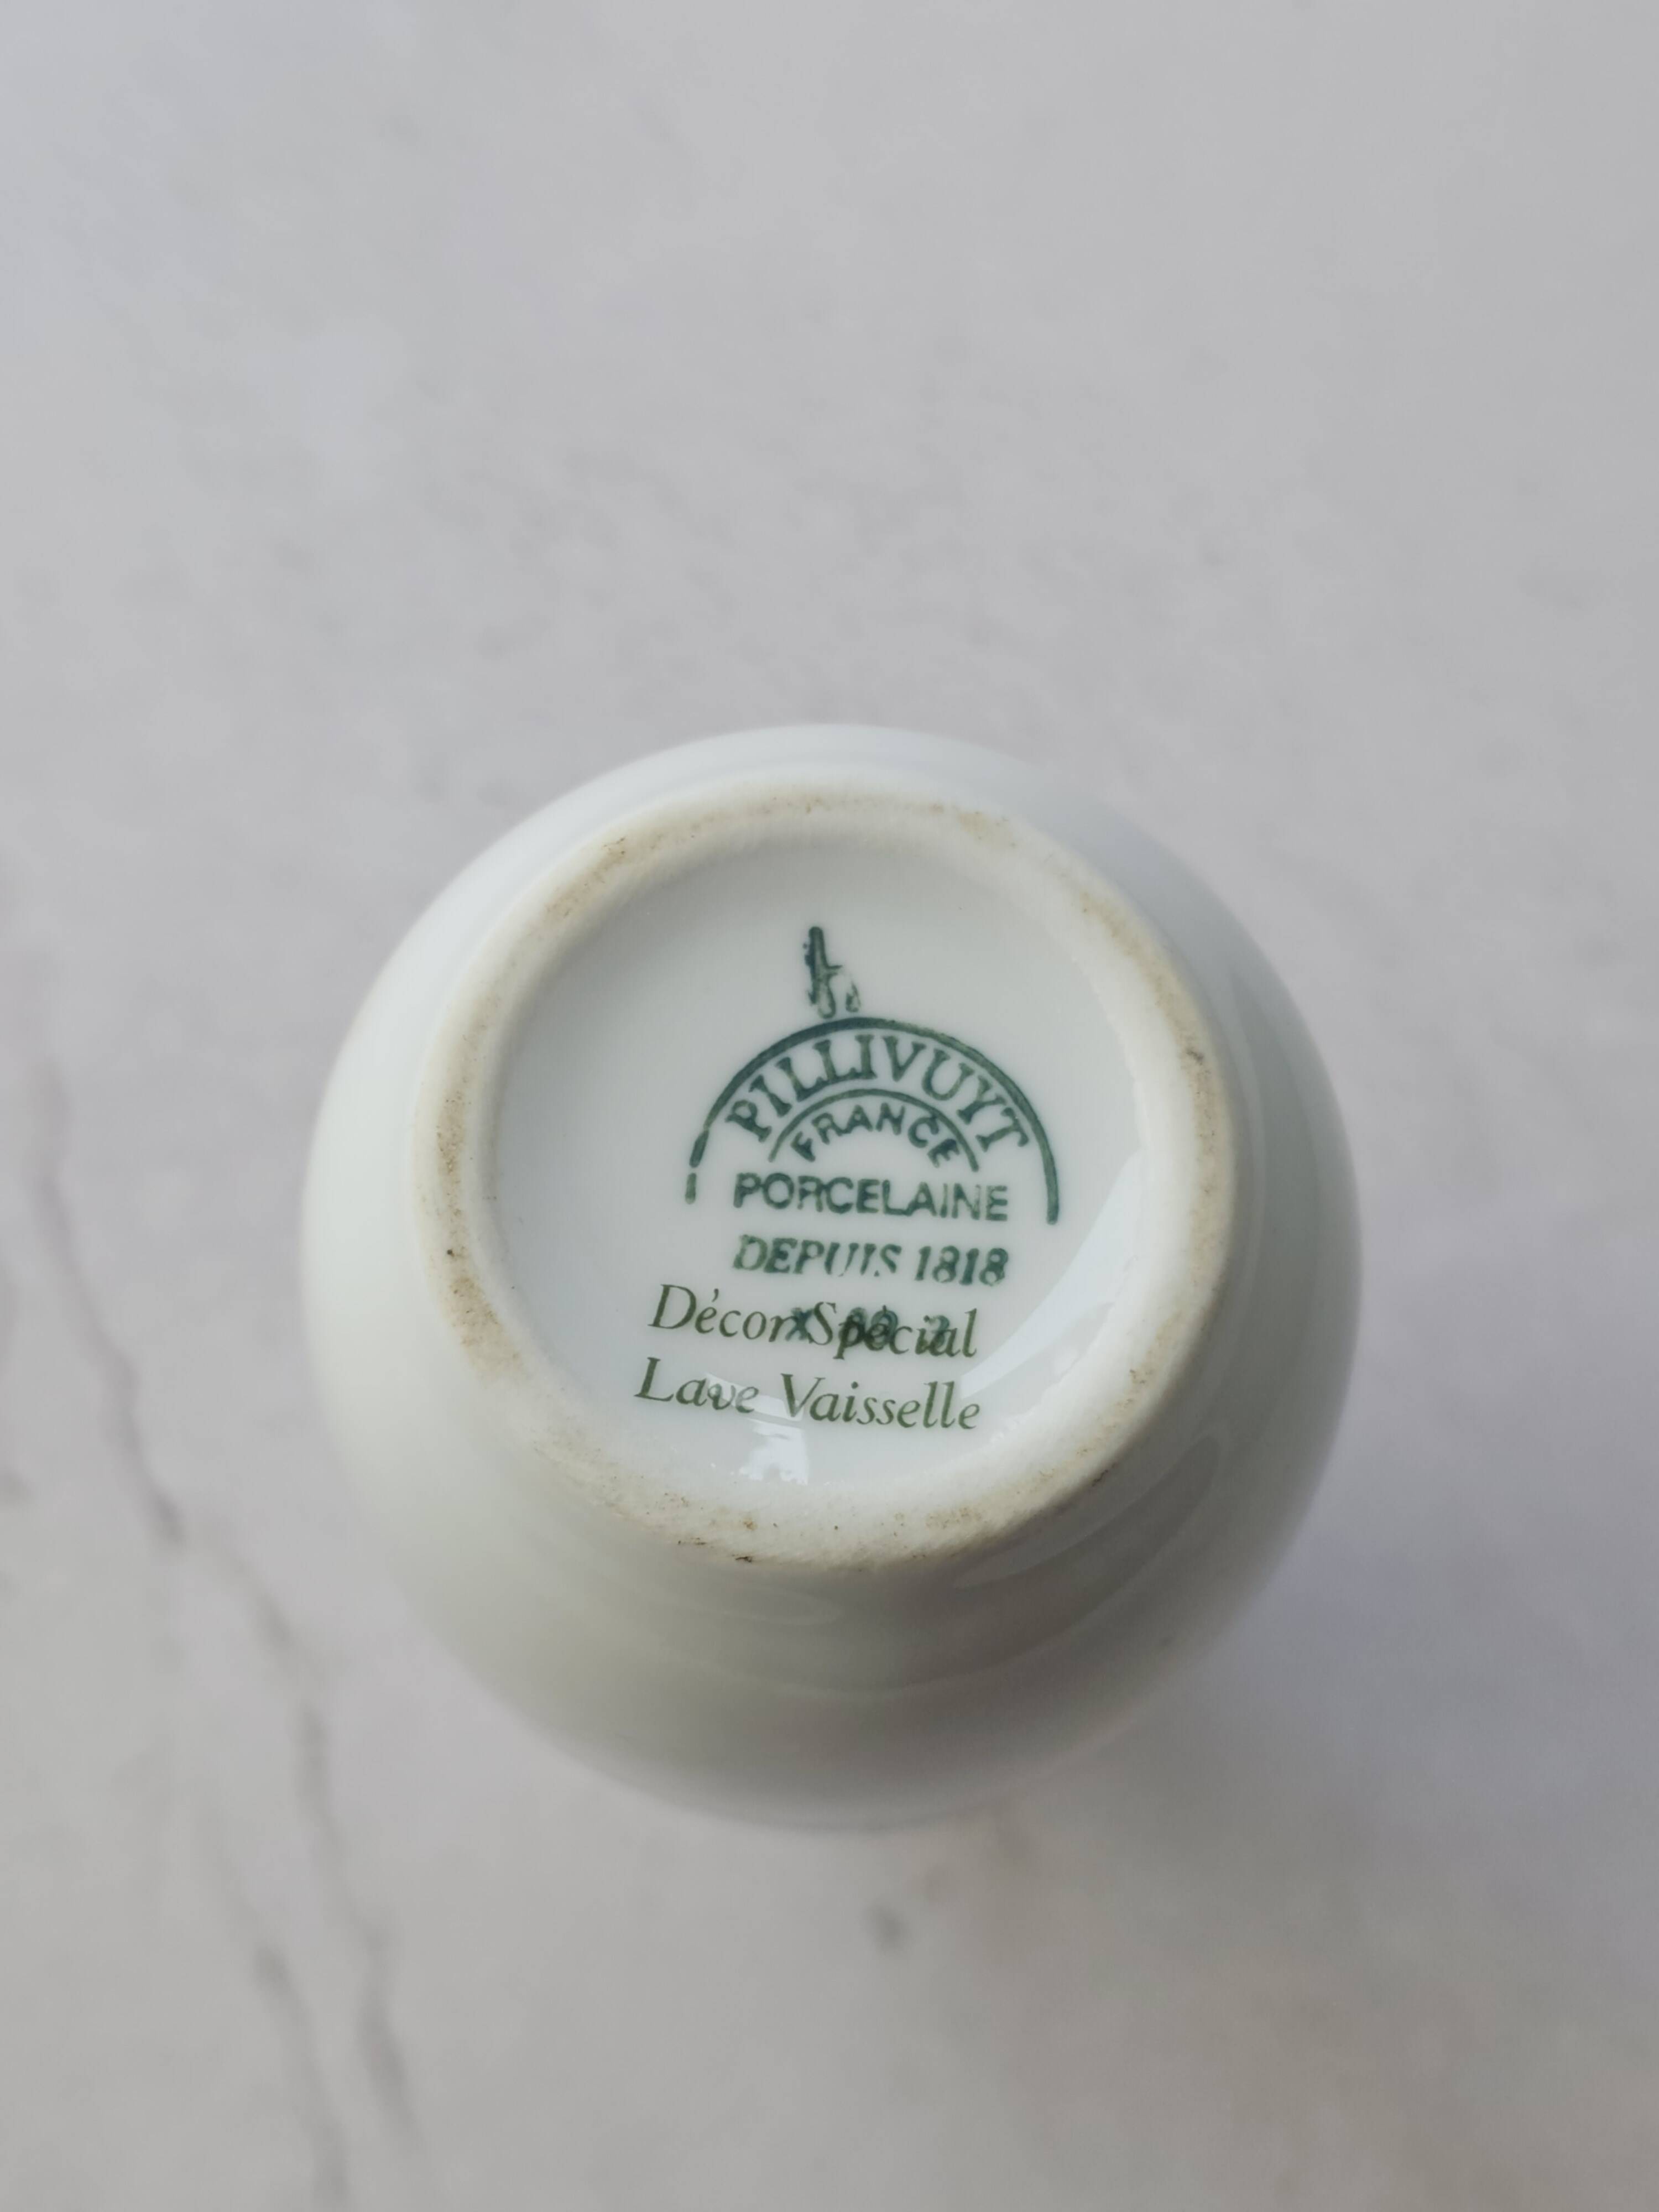 PILLIVUYT
FRANCE
PORCELAINE
DEPUIS 1818
Décor Spécial
Lave Vaisselle